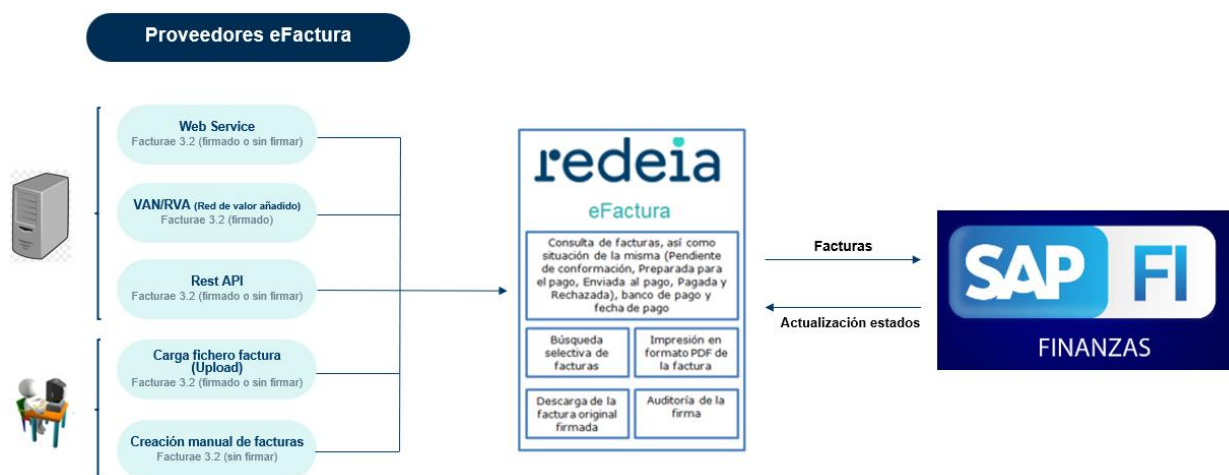 Proveedores eFactura
Web Service
Facturae 3.2 (firmado o sin firmar)
VAN/RVA (Red de valor añadido)
Facturae 3.2 (firmado)
Rest API
Facturae 3.2 (firmado o sin firmar)
Carga fichero factura
(Upload)
Facturae 3.2 (firmado o sin firmar)
Creación manual de facturas
Facturae 3.2 (sin firmar)
redeia
eFactura
Consulta de facturas, así como
situación de la misma (Pendiente
de conformación, Preparada para
el pago, Enviada al pago, Pagada y
Rechazada), banco de pago y
fecha de pago
Búsqueda
selectiva de
facturas
Impresión en
formato PDF de
la factura
Descarga de la
factura original
firmada
Auditoría de la
firma
Facturas
Actualización estados
SAP FI
FINANZAS